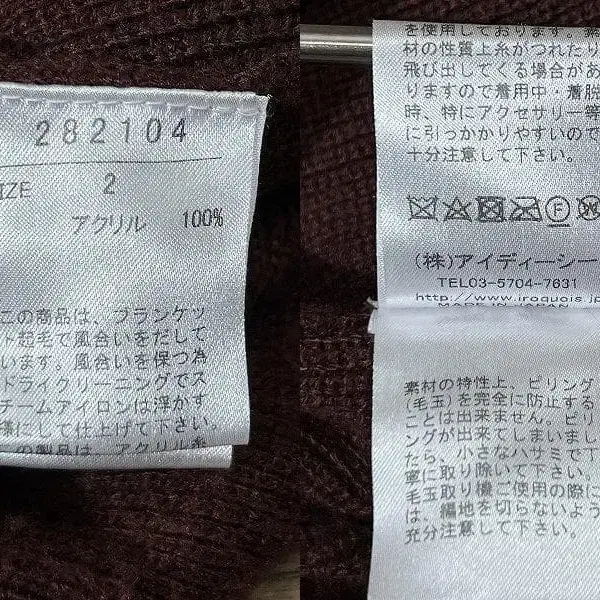 282104
IZE 2
アクリル 100%
この商品は、ブランケッ
ト起毛で風合いをだして
います。風合いを保つ為
ドライクリーニングでス
チームアイロンは浮かす
様にして仕上げて下さい。
の製品は、アクリル糸
を使用しております。素
材の性質上糸がつれたり
飛び出してくる場合があ
りますので着用中・着脱
時、特にアクセサリー等
に引っかかりやすいので
十分注意して下さい。
(株)アイディーシー
TEL03-5704-7631
http://www.iroquois.jp
MADE IN JAPAN
素材の特性上、ピリング
(毛玉)を完全に防止する
ことは出来ません。ピリ
ングが出来てしまいまし
たら、小さなハサミで丁
寧に取り除いて下さい。
毛玉取り機ご使用の際に
は、編地を切らないよう
充分注意して下さい。